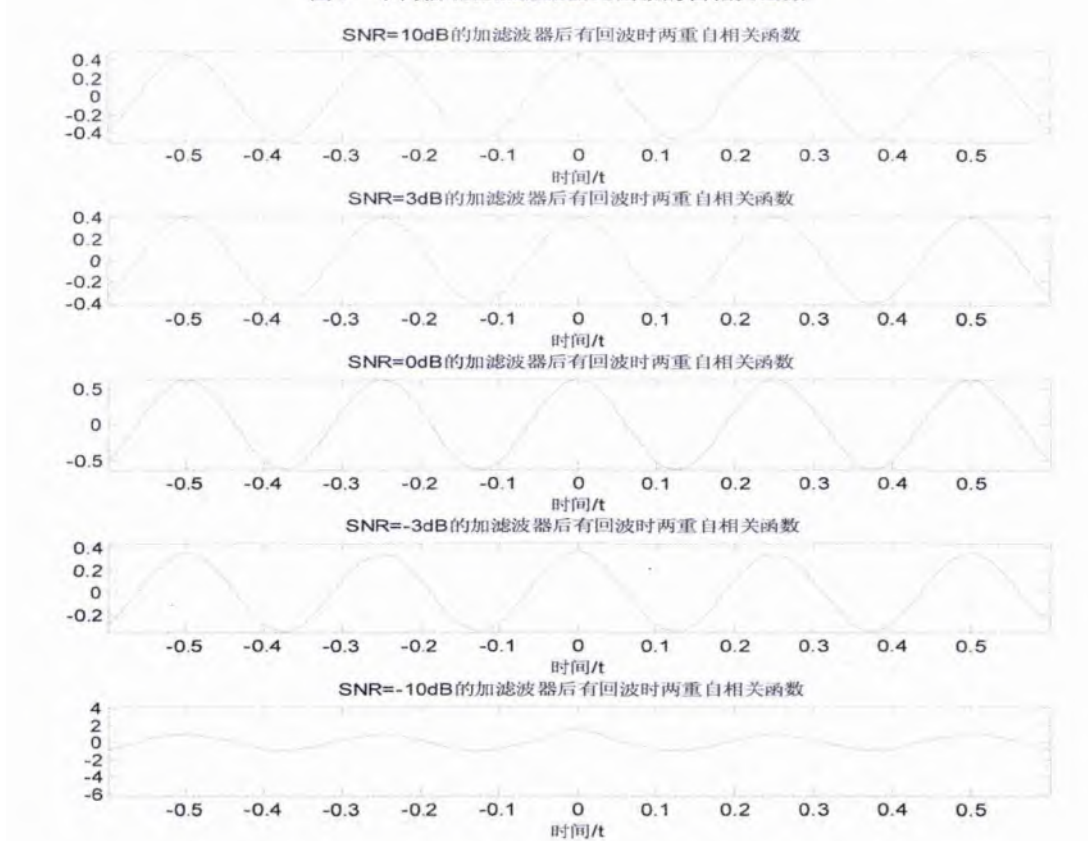 SNR=10dB的加滤波器后有回波时两重自相关函数
0.4
0.2
0
-0.2
-0.4
-0.5 -0.4 -0.3 -0.2 -0.1 0 0.1 0.2 0.3 0.4 0.5
时间/t
SNR=3dB的加滤波器后有回波时两重自相关函数
0.4
0.2
0
-0.2
-0.4
-0.5 -0.4 -0.3 -0.2 -0.1 0 0.1 0.2 0.3 0.4 0.5
时间/t
SNR=0dB的加滤波器后有回波时两重自相关函数
0.5
0
-0.5
-0.5 -0.4 -0.3 -0.2 -0.1 0 0.1 0.2 0.3 0.4 0.5
时间/t
SNR=-3dB的加滤波器后有回波时两重自相关函数
0.4
0.2
0
-0.2
-0.5 -0.4 -0.3 -0.2 -0.1 0 0.1 0.2 0.3 0.4 0.5
时间/t
SNR=-10dB的加滤波器后有回波时两重自相关函数
4
2
0
-2
-4
-6
-0.5 -0.4 -0.3 -0.2 -0.1 0 0.1 0.2 0.3 0.4 0.5
时间/t